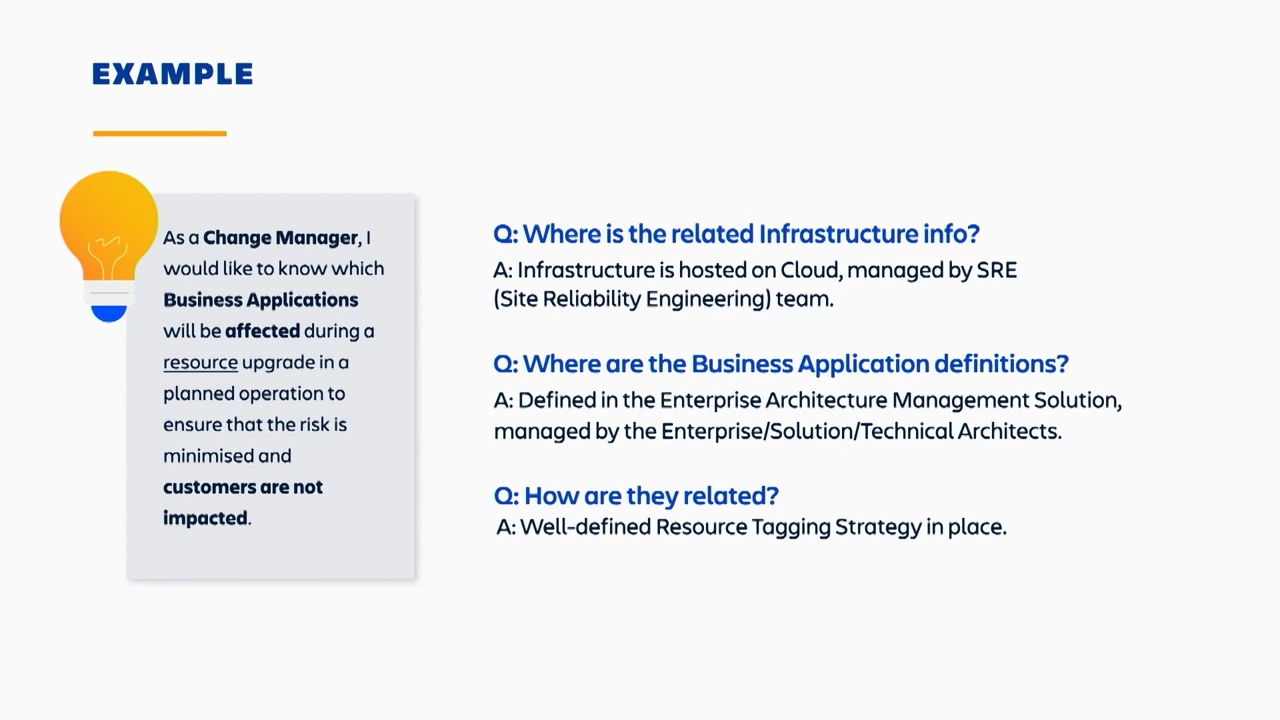 EXAMPLE
As a Change Manager, I
would like to know which
Business Applications
will be affected during a
resource upgrade in a
planned operation to
ensure that the risk is
minimised and
customers are not
impacted.
Q: Where is the related Infrastructure info?
A: Infrastructure is hosted on Cloud, managed by SRE
(Site Reliability Engineering) team.
Q: Where are the Business Application definitions?
A: Defined in the Enterprise Architecture Management Solution,
managed by the Enterprise/Solution/Technical Architects.
Q: How are they related?
A: Well-defined Resource Tagging Strategy in place.